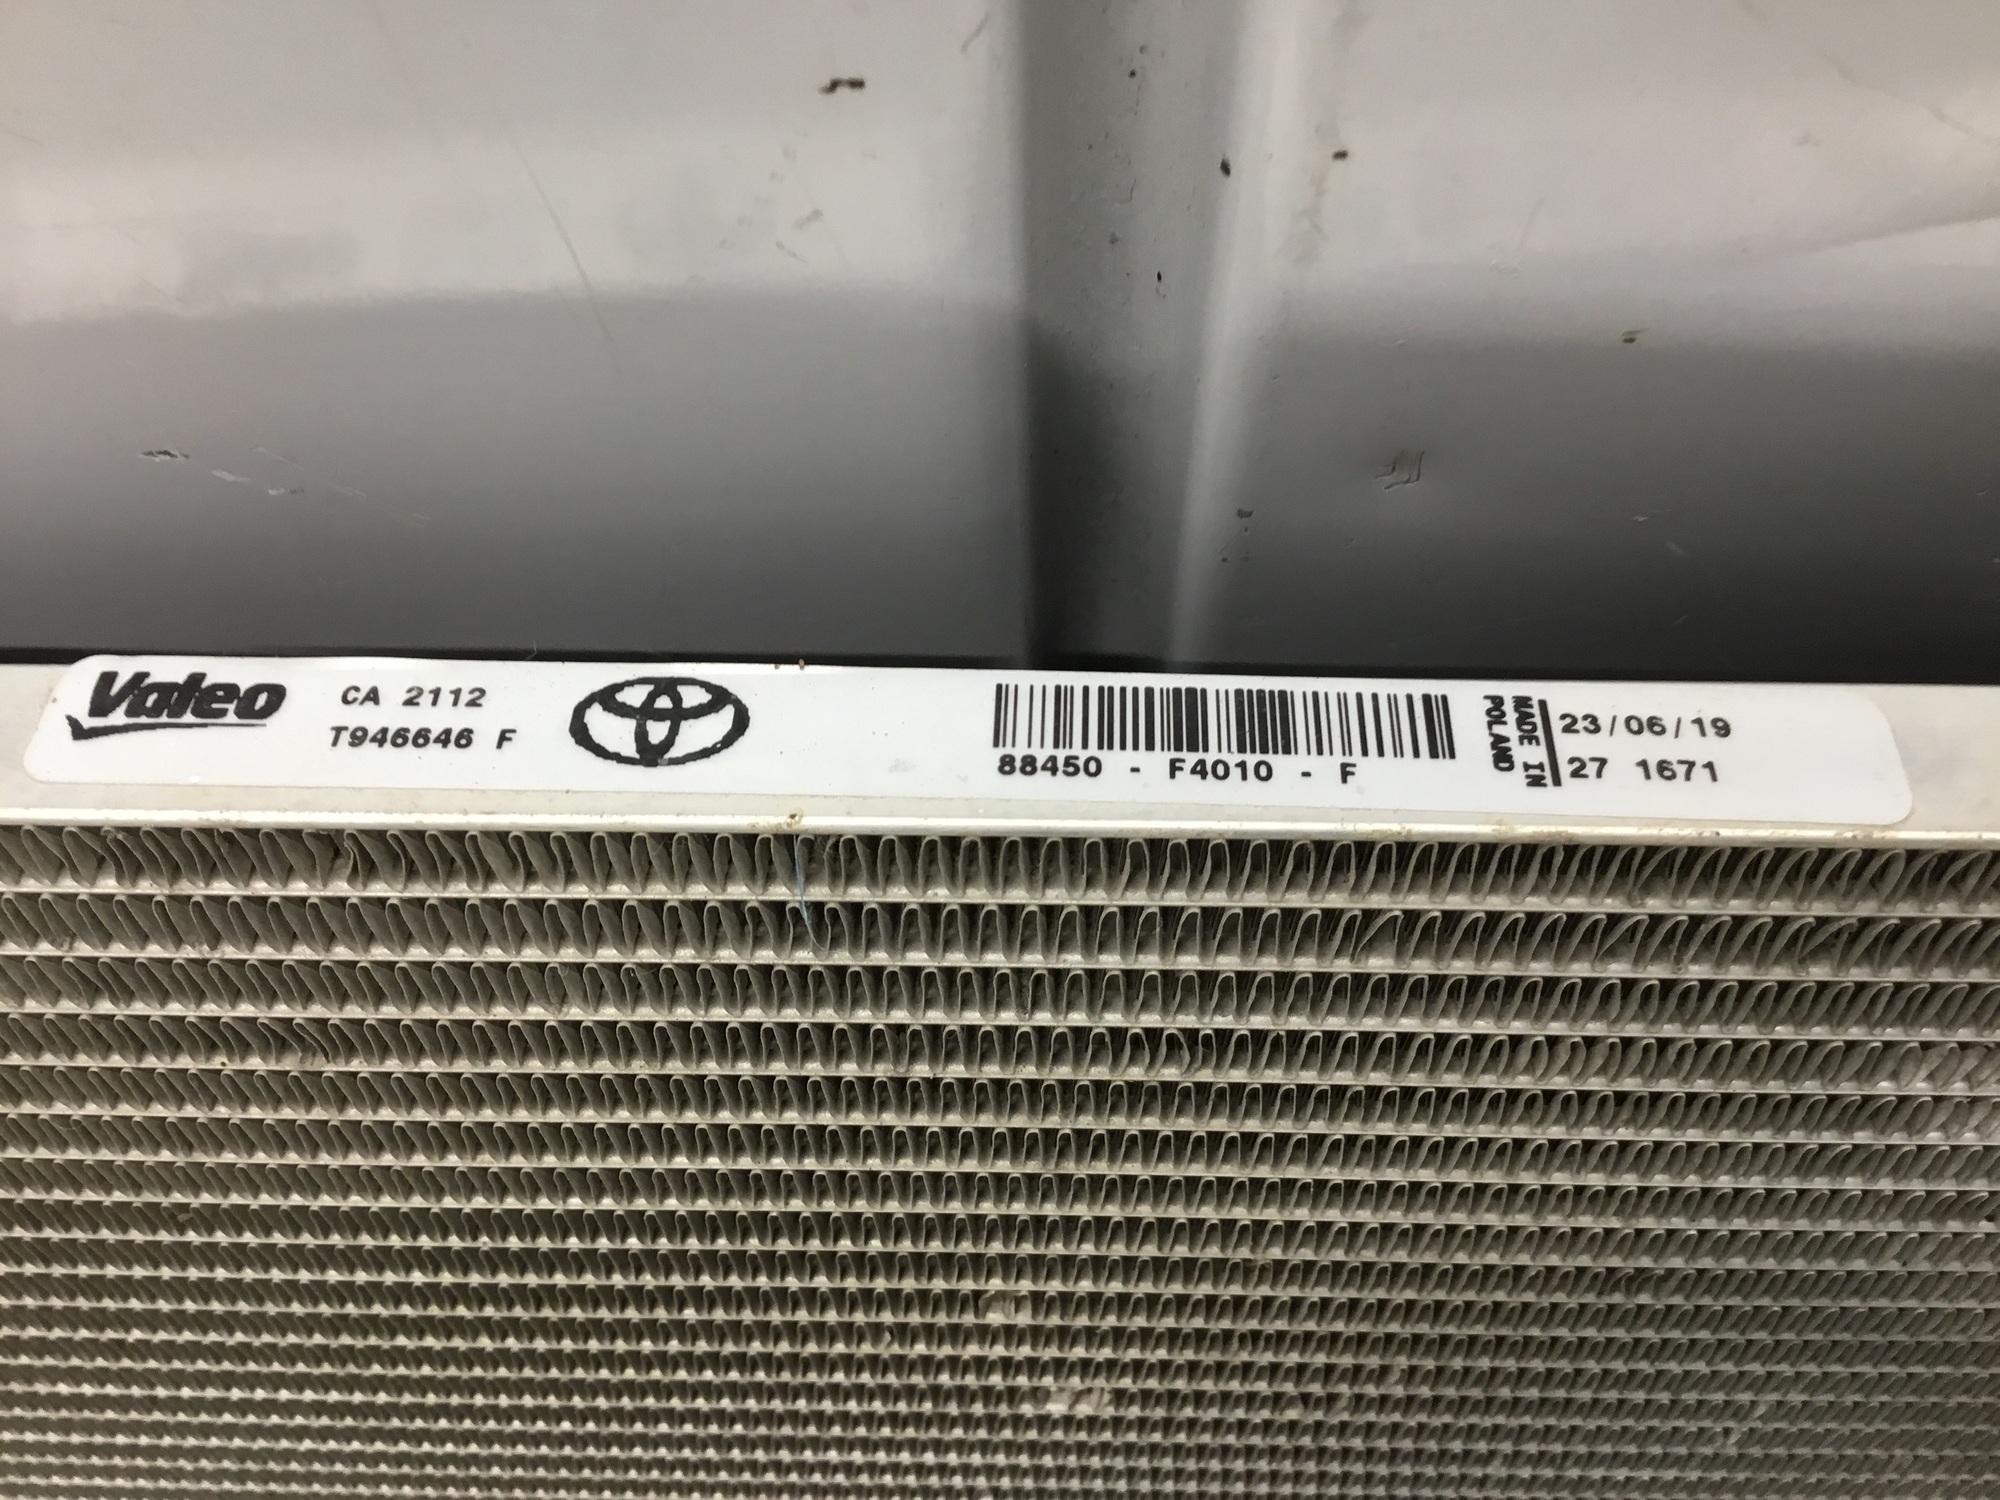 Valeo
CA 2112
T946646 F
88450 - F4010 - F
MADE IN
POLAND
23/06/19
27 1671